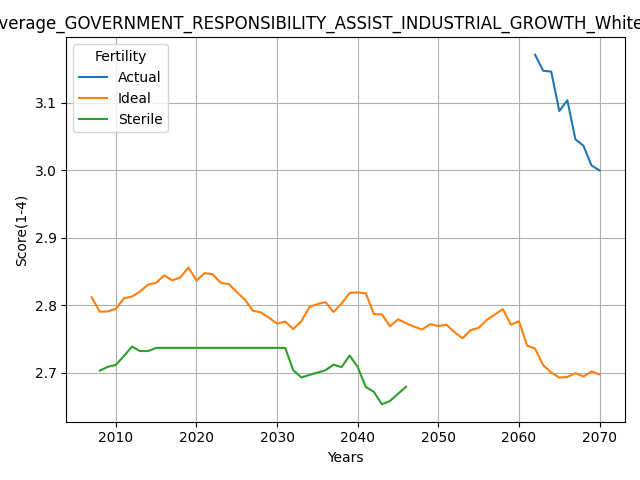 verage_GOVERNMENT_RESPONSIBILITY_ASSIST_INDUSTRIAL_GROWTH_White
Fertility
Actual
Ideal
Sterile
3.1
3.0
2.9
2.8
2.7
Score(1-4)
2010 2020 2030 2040 2050 2060 2070
Years